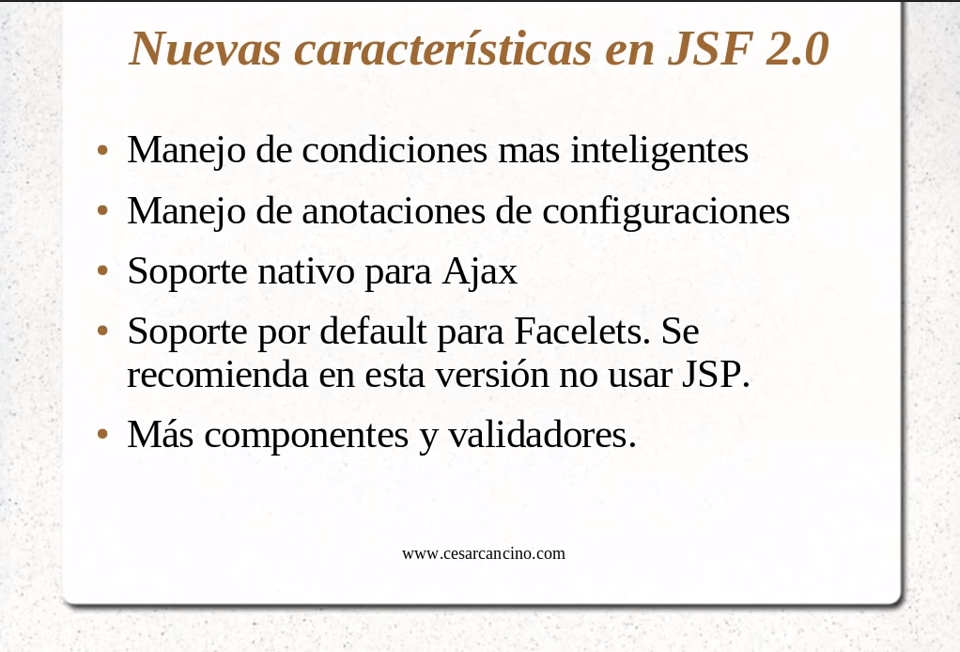 Nuevas características en JSF 2.0
• Manejo de condiciones mas inteligentes
• Manejo de anotaciones de configuraciones
• Soporte nativo para Ajax
• Soporte por default para Facelets. Se
recomienda en esta versión no usar JSP.
• Más componentes y validadores.
www.cesarcancino.com